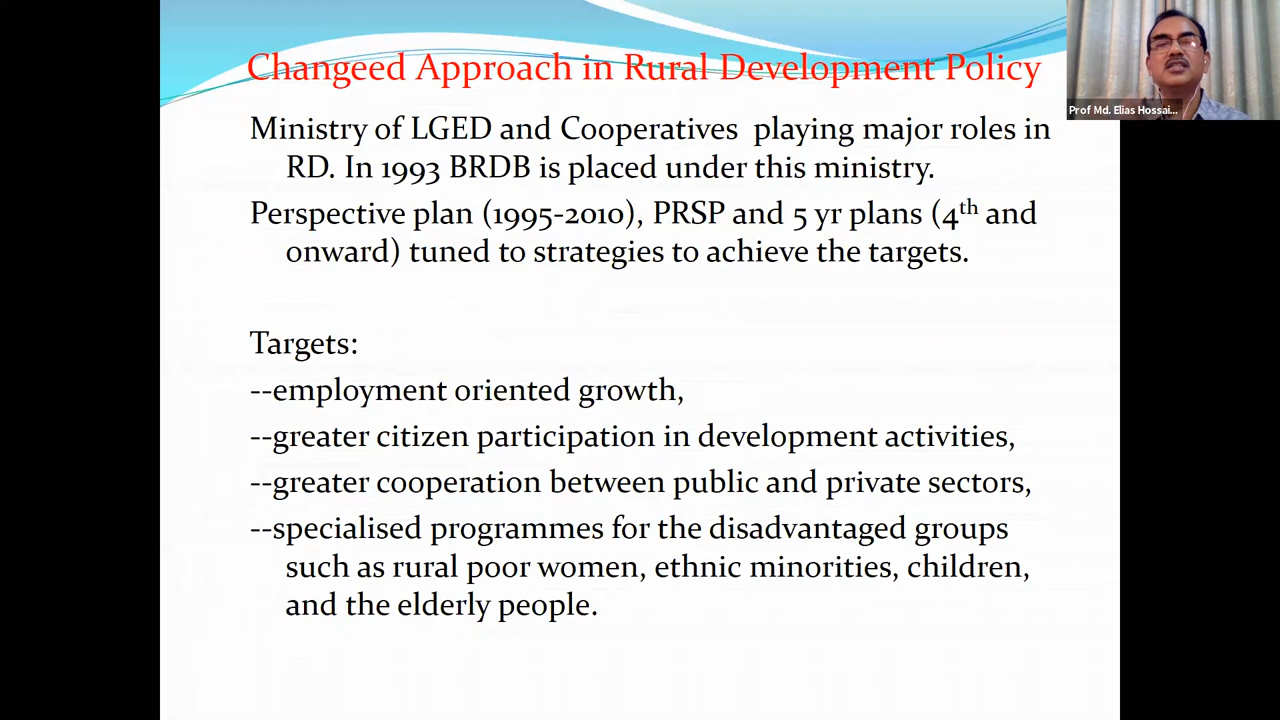 Changeed Approach in Rural Development Policy
Prof Md. Elias Hossai...
Ministry of LGED and Cooperatives playing major roles in
RD. In 1993 BRDB is placed under this ministry.
Perspective plan (1995-2010), PRSP and 5 yr plans (4th and
onward) tuned to strategies to achieve the targets.
Targets:
--employment oriented growth,
--greater citizen participation in development activities,
--greater cooperation between public and private sectors,
--specialised programmes for the disadvantaged groups
such as rural poor women, ethnic minorities, children,
and the elderly people.